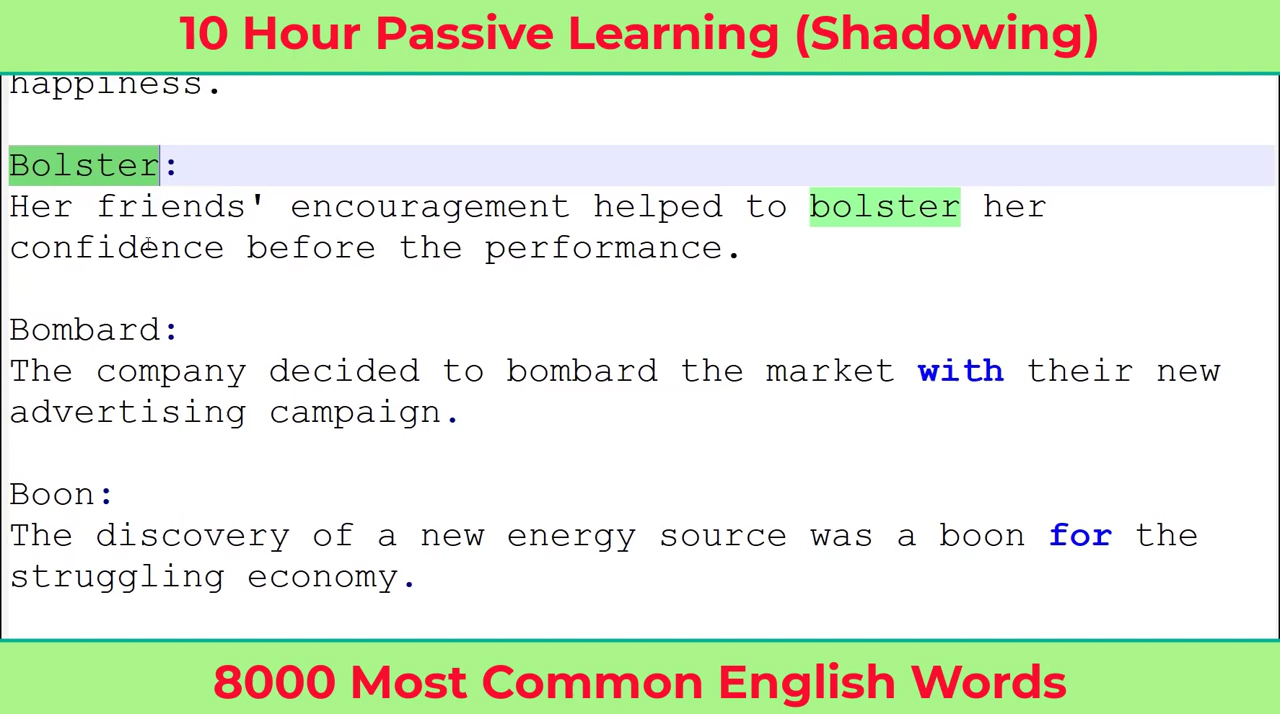 10 Hour Passive Learning (Shadowing)
happiness.
Bolster:
Her friends' encouragement helped to bolster her
confidence before the performance.
Bombard:
The company decided to bombard the market with their new
advertising campaign.
Boon:
The discovery of a new energy source was a boon for the
struggling economy.
8000 Most Common English Words